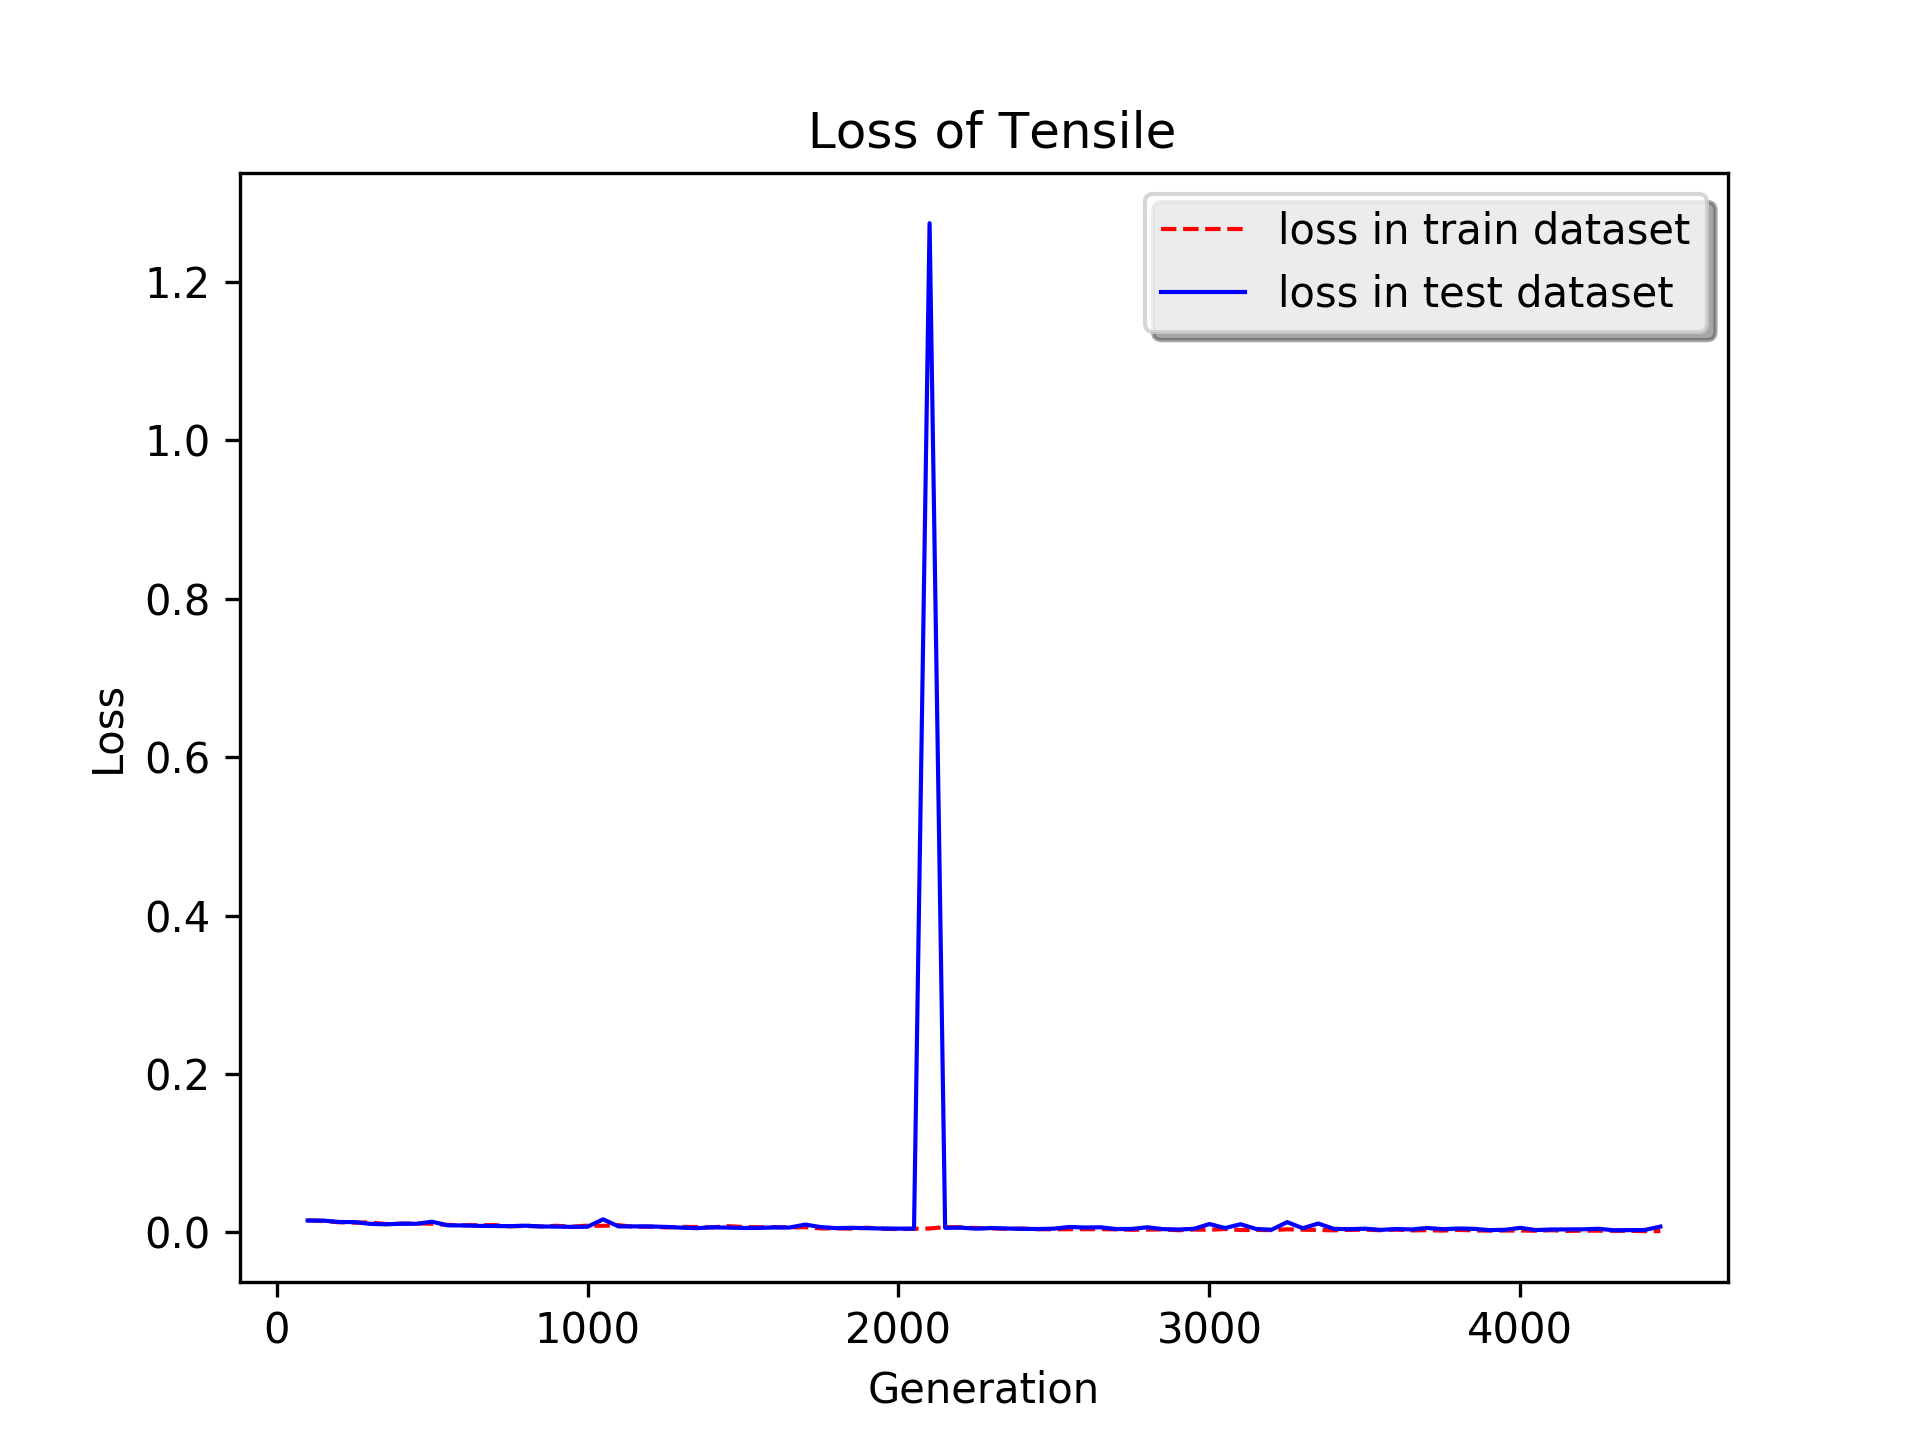 Loss of Tensile
loss in train dataset
loss in test dataset
1.2
1.0
0.8
0.6
0.4
0.2
0.0
Loss
0 1000 2000 3000 4000
Generation